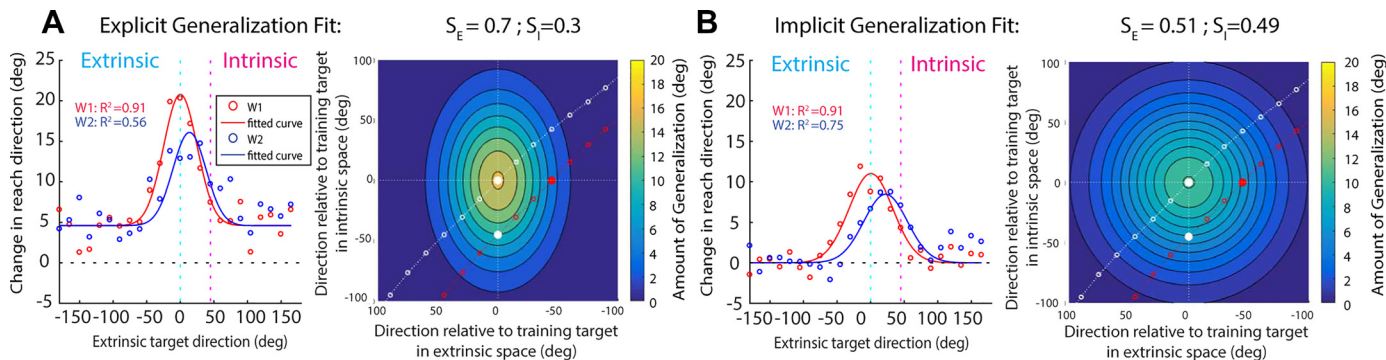 A
Explicit Generalization Fit:
S_E = 0.7 ; S_I=0.3
Extrinsic
Intrinsic
W1: R²=0.91
W2: R²=0.56
W1
fitted curve
W2
fitted curve
Change in reach direction (deg)
25
20
15
10
5
0
-5
-150 -100 -50 0 50 100 150
Extrinsic target direction (deg)
Direction relative to training target
in intrinsic space (deg)
100
50
0
-50
-100
100 50 0 -50 -100
Direction relative to training target
in extrinsic space (deg)
20
18
16
14
12
10
8
6
4
2
0
Amount of Generalization (deg)
B
Implicit Generalization Fit:
S_E = 0.51 ; S_I=0.49
Extrinsic
Intrinsic
W1: R²=0.91
W2: R²=0.75
Change in reach direction (deg)
25
20
15
10
5
0
-5
-150 -100 -50 0 50 100 150
Extrinsic target direction (deg)
Direction relative to training target
in intrinsic space (deg)
100
50
0
-50
-100
100 50 0 -50 -100
Direction relative to training target
in extrinsic space (deg)
20
18
16
14
12
10
8
6
4
2
0
Amount of Generalization (deg)